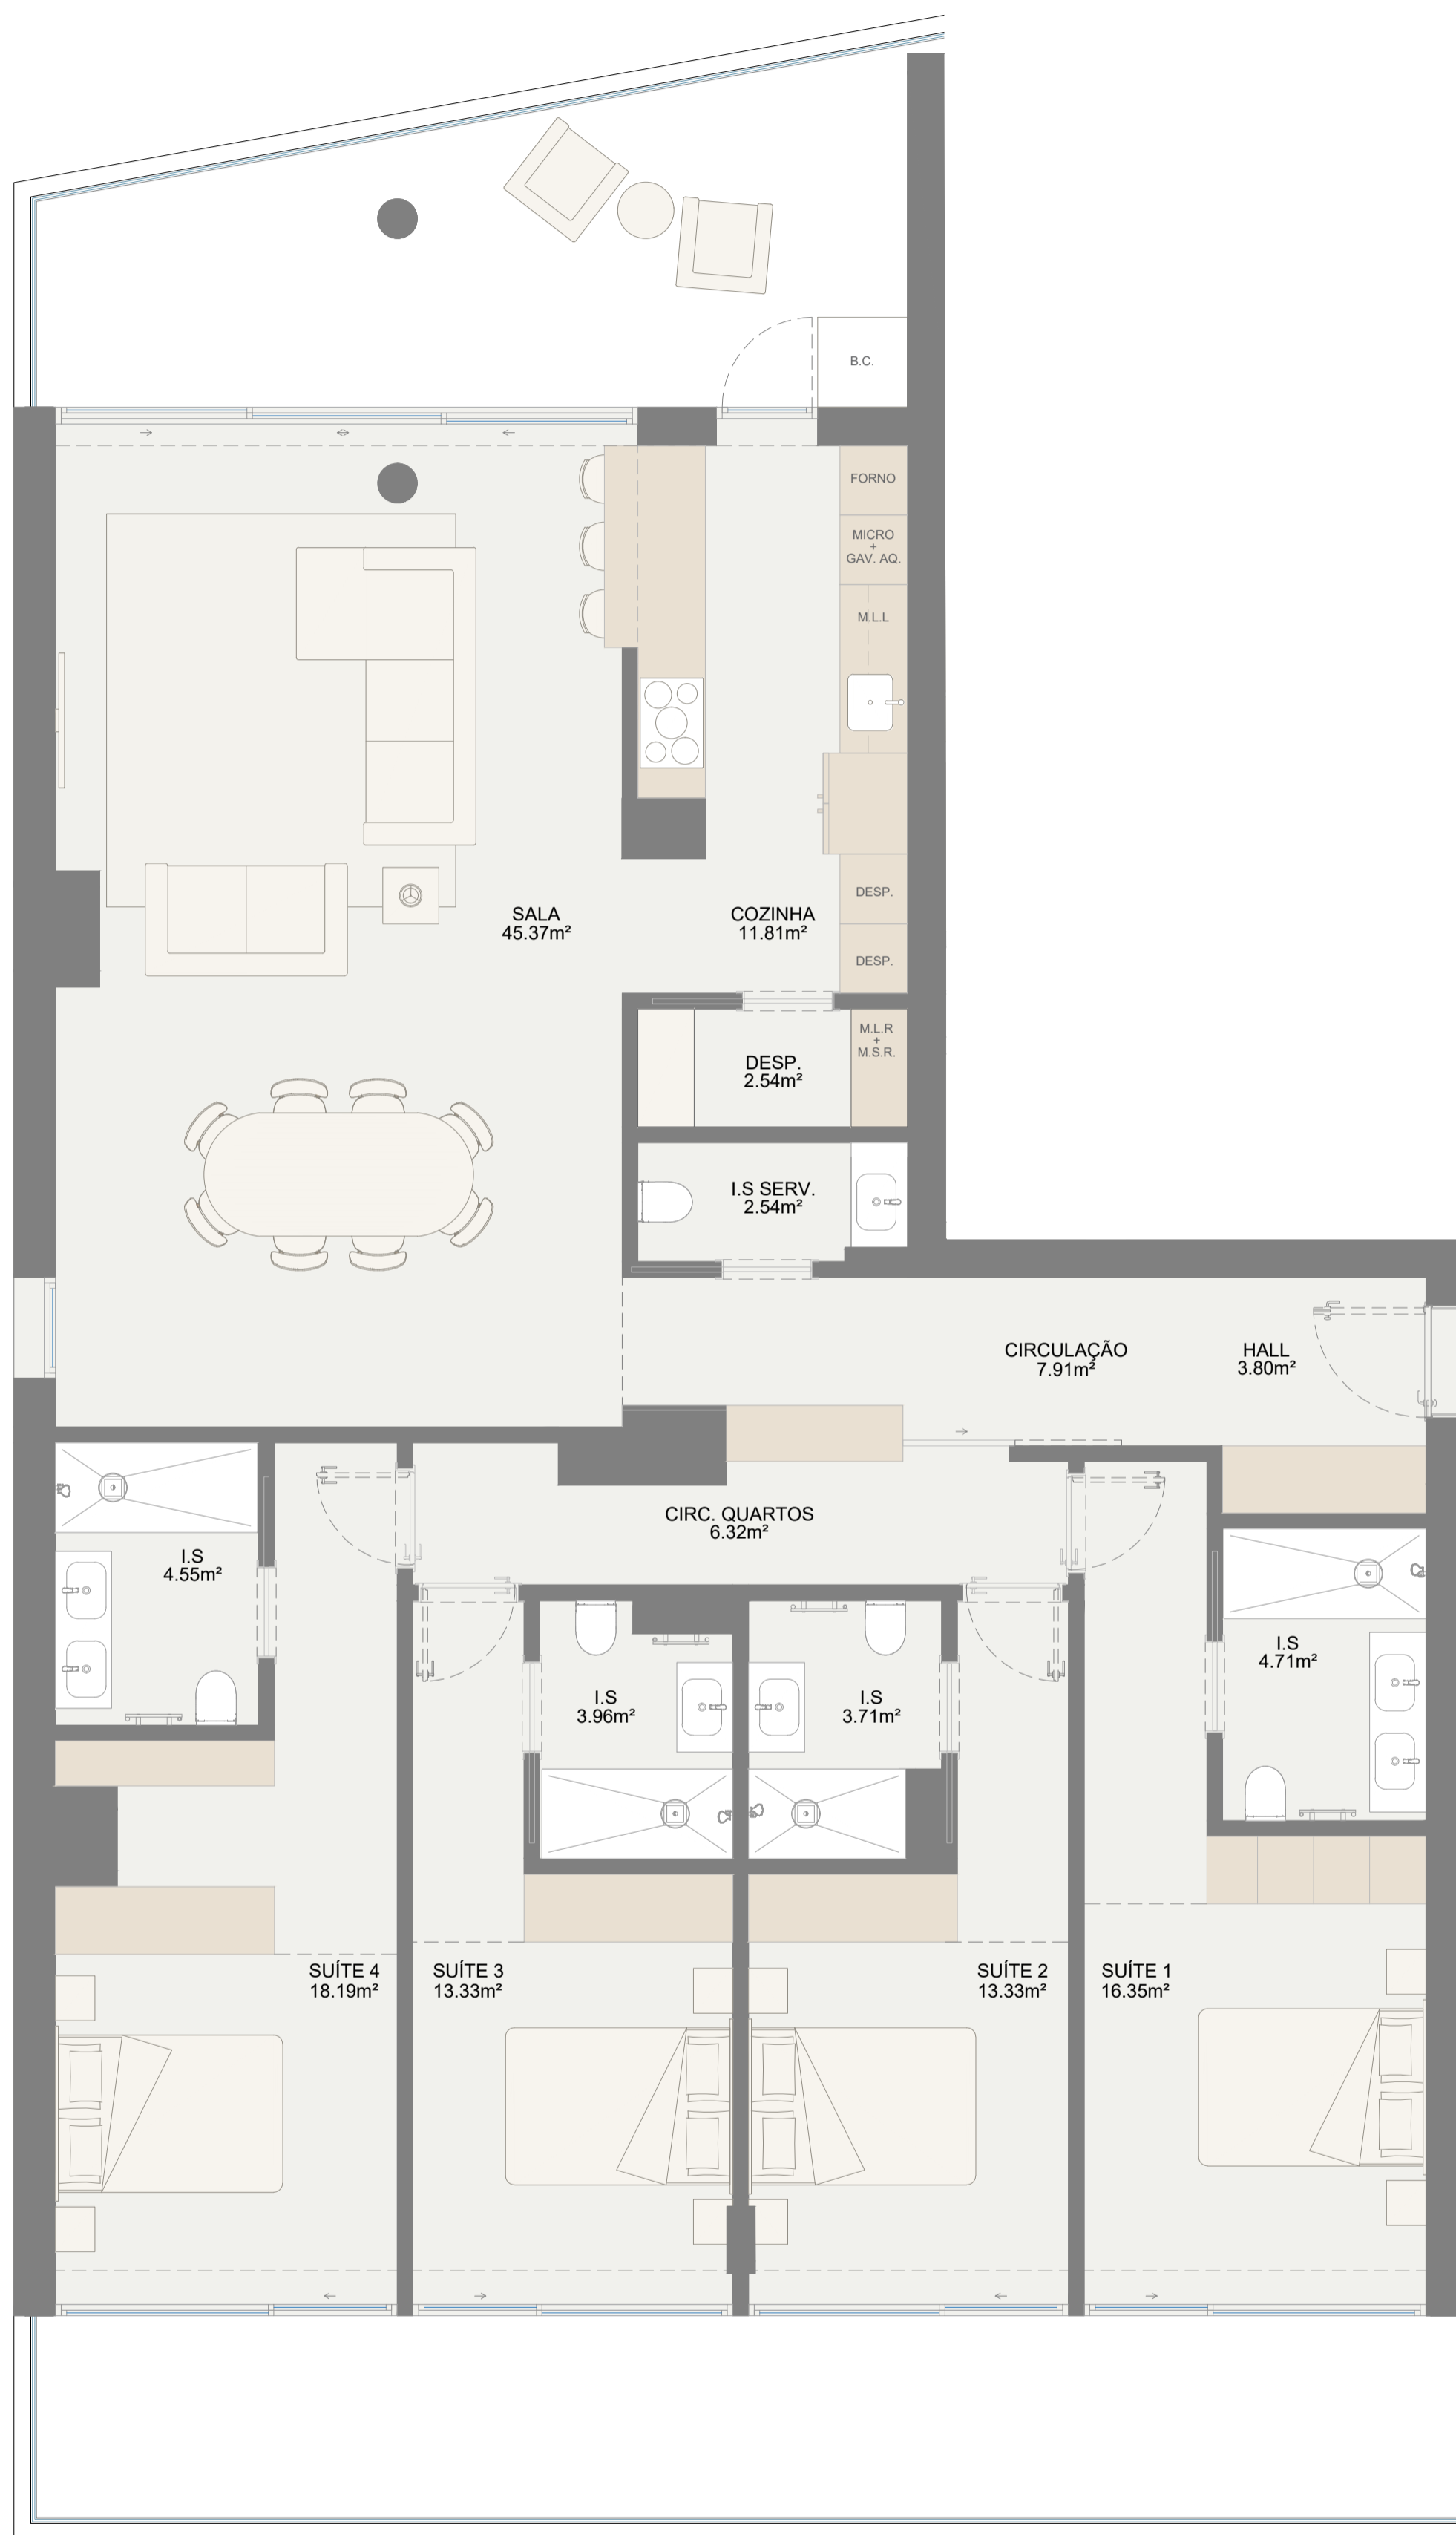 B.C.
FORNO
MICRO
+
GAV. AQ.
M.L.L
SALA
45.37m²
COZINHA
11.81m²
DESP.
DESP.
DESP.
2.54m²
M.L.R
+
M.S.R.
I.S SERV.
2.54m²
CIRCULAÇÃO
7.91m²
HALL
3.80m²
CIRC. QUARTOS
6.32m²
I.S
4.55m²
I.S
3.96m²
I.S
3.71m²
I.S
4.71m²
SUÍTE 4
18.19m²
SUÍTE 3
13.33m²
SUÍTE 2
13.33m²
SUÍTE 1
16.35m²